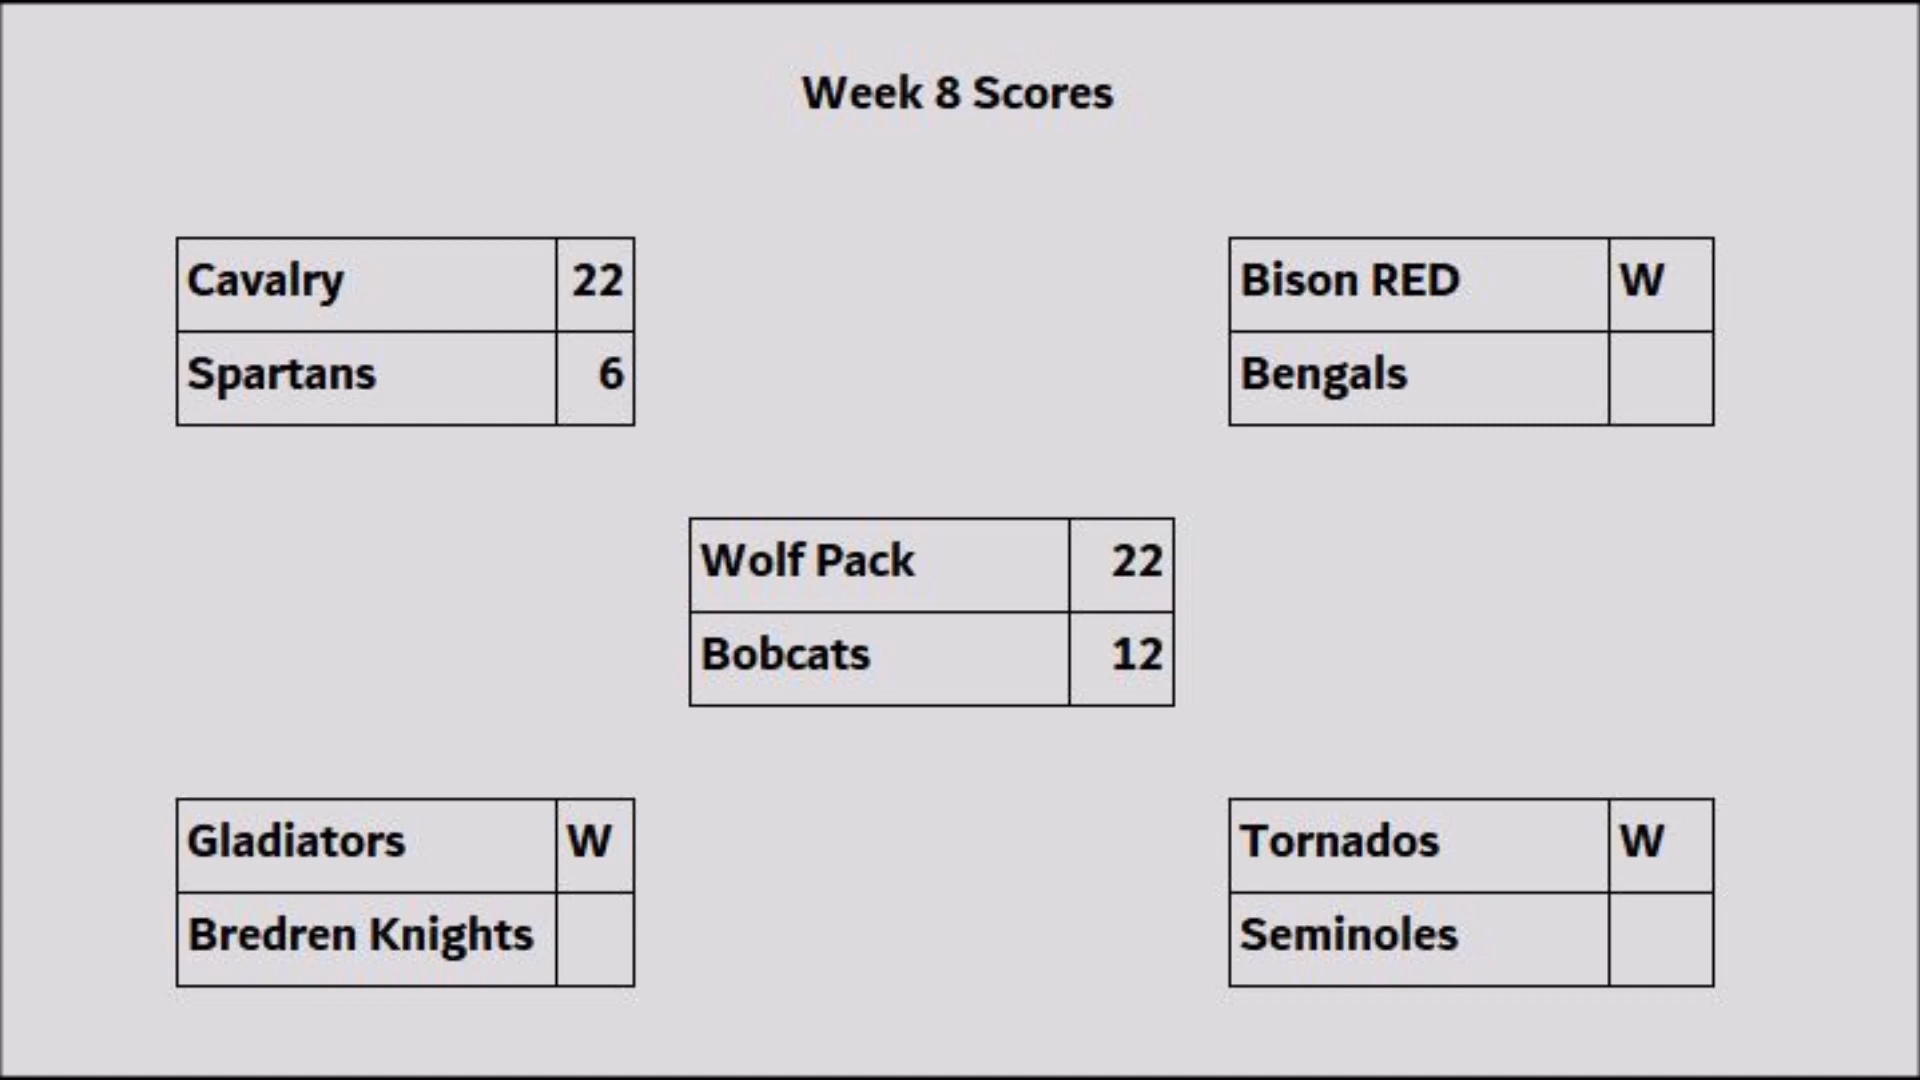 Week 8 Scores
Cavalry 22
Spartans 6
Bison RED W
Bengals
Wolf Pack 22
Bobcats 12
Gladiators W
Bredren Knights
Tornados W
Seminoles